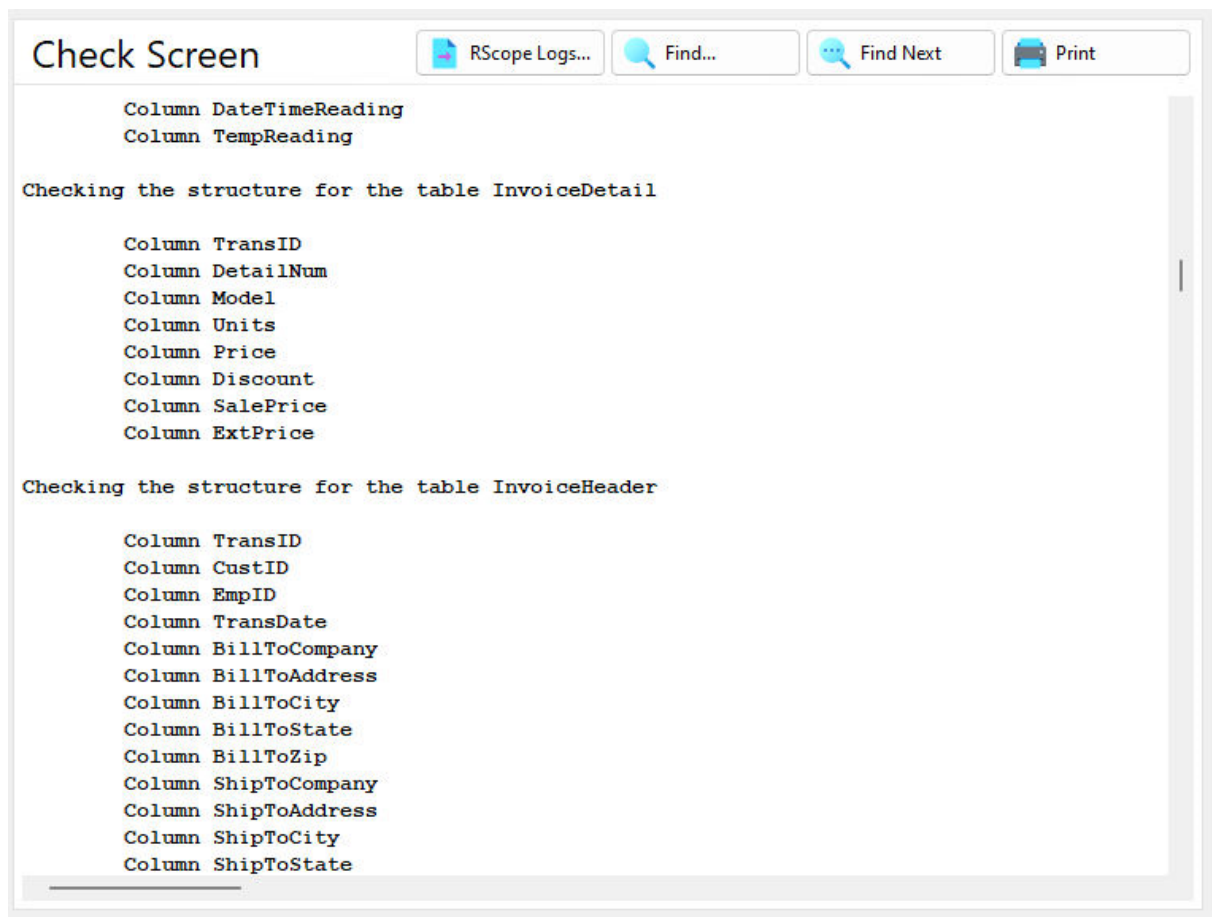 Check Screen
RScope Logs...
Find...
Find Next
Print
Column DateTimeReading
Column TempReading
Checking the structure for the table InvoiceDetail
Column TransID
Column DetailNum
Column Model
Column Units
Column Price
Column Discount
Column SalePrice
Column ExtPrice
Checking the structure for the table InvoiceHeader
Column TransID
Column CustID
Column EmpID
Column TransDate
Column BillToCompany
Column BillToAddress
Column BillToCity
Column BillToState
Column BillToZip
Column ShipToCompany
Column ShipToAddress
Column ShipToCity
Column ShipToState